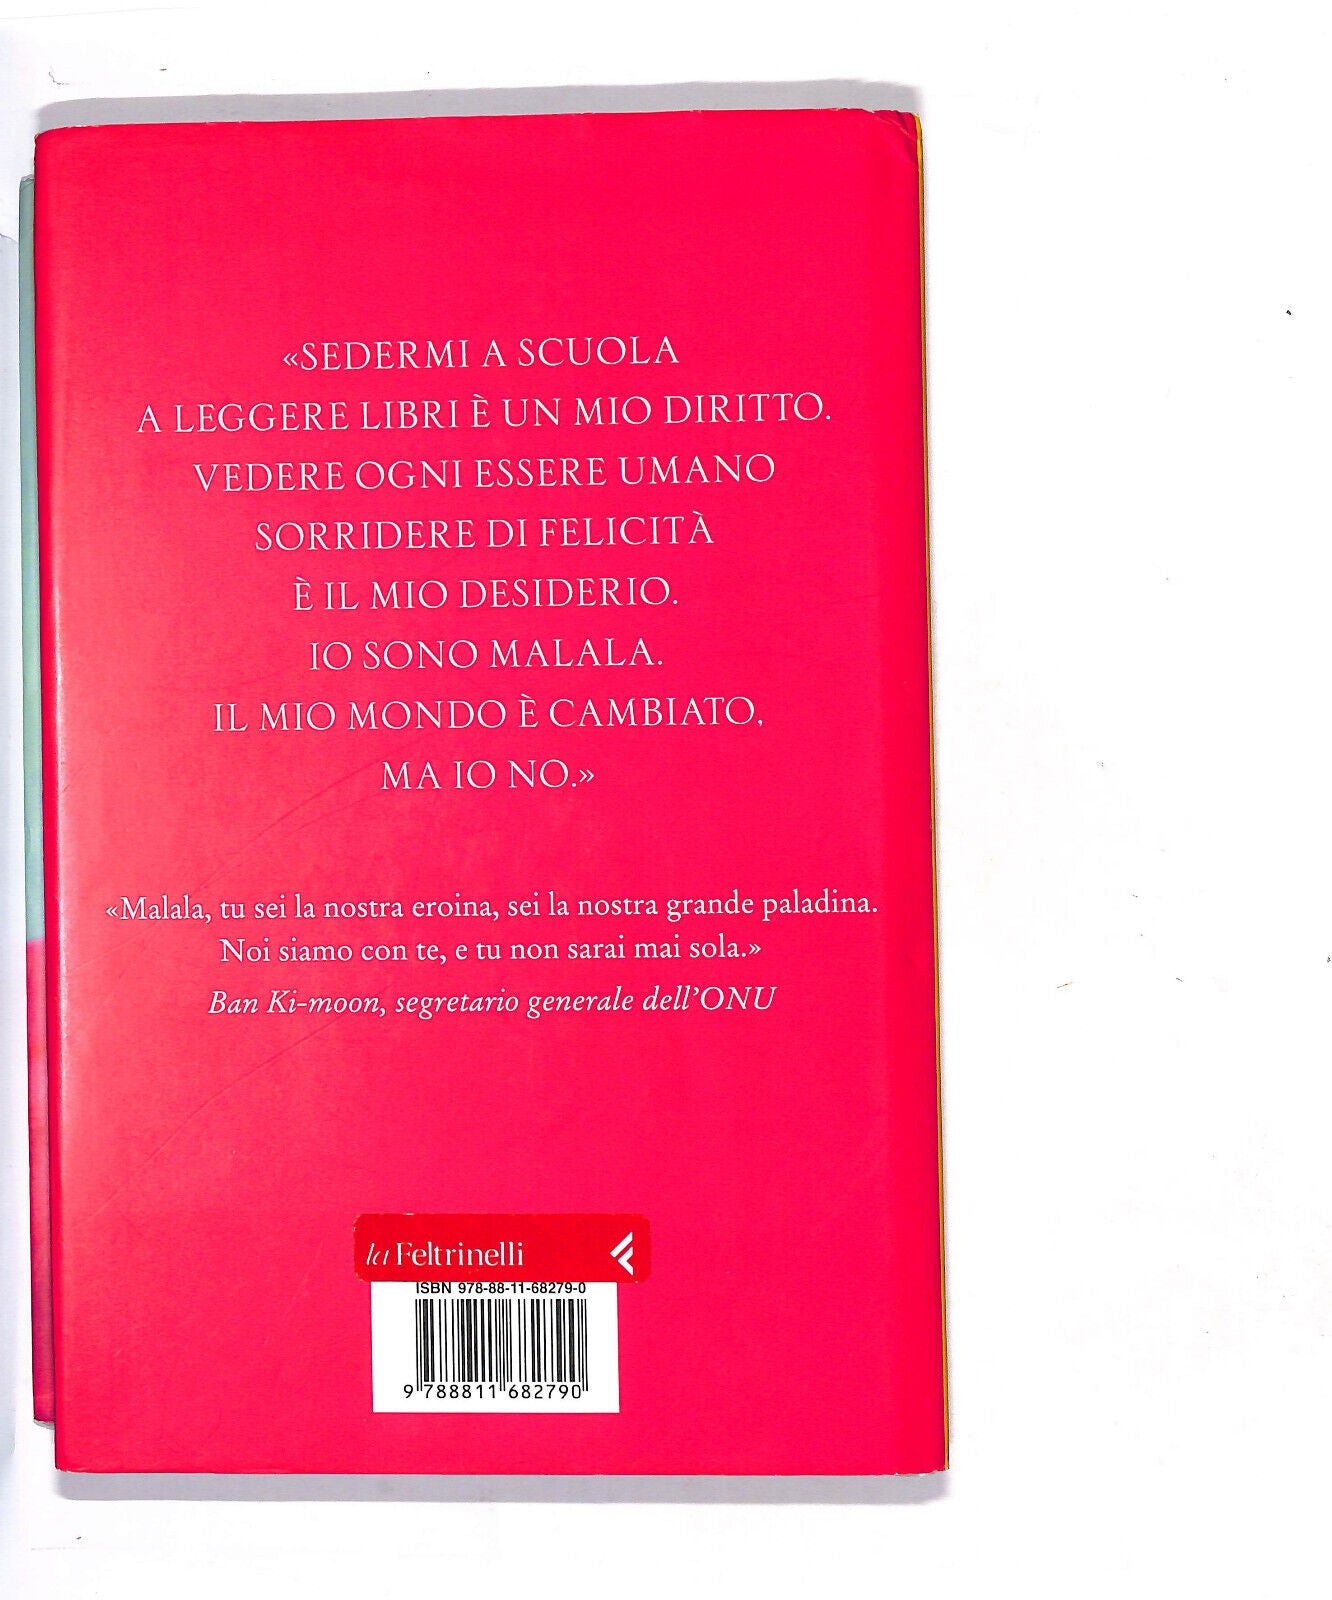 «SEDERMI A SCUOLA
A LEGGERE LIBRI È UN MIO DIRITTO.
VEDERE OGNI ESSERE UMANO
SORRIDERE DI FELICITÀ
È IL MIO DESIDERIO.
IO SONO MALALA.
IL MIO MONDO È CAMBIATO,
MA IO NO.»
«Malala, tu sei la nostra eroina, sei la nostra grande paladina.
Noi siamo con te, e tu non sarai mai sola.»
Ban Ki-moon, segretario generale dell'ONU
la Feltrinelli
ISBN 978-88-11-68279-0
9 788811 682790